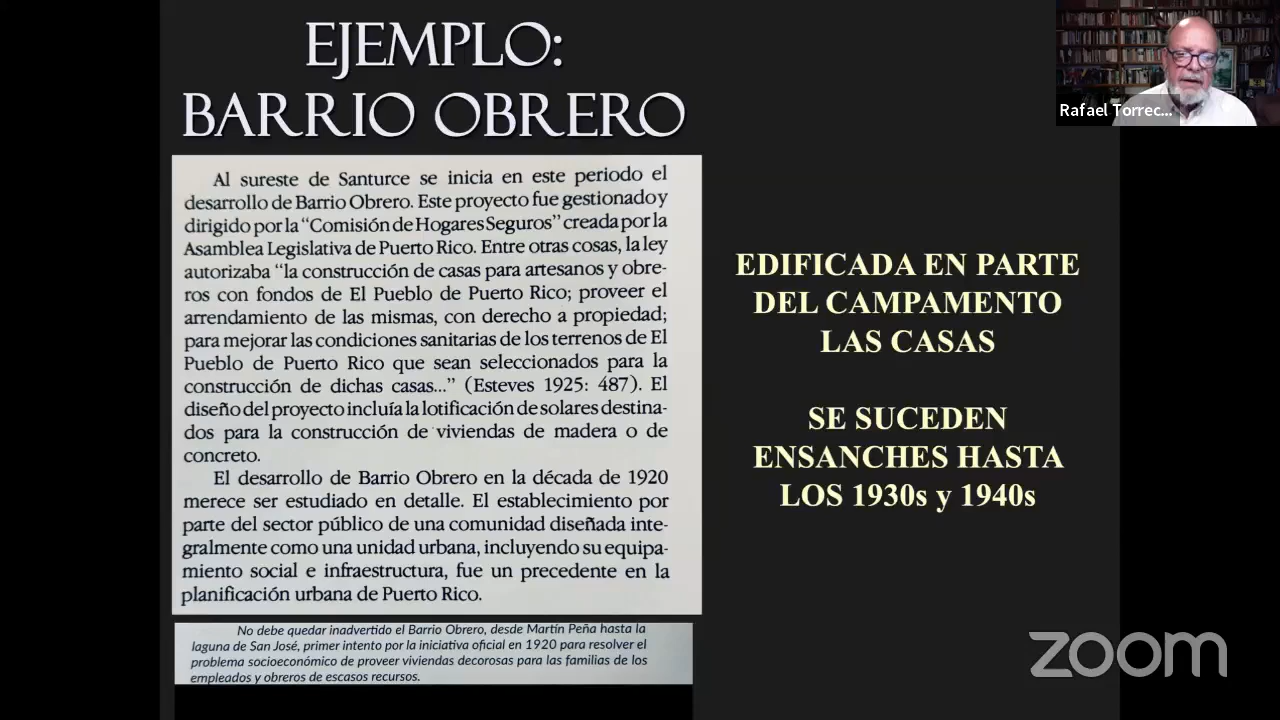 EJEMPLO:
BARRIO OBRERO
Al sureste de Santurce se inicia en este periodo el
desarrollo de Barrio Obrero. Este proyecto fue gestionado y
dirigido por la “Comisión de Hogares Seguros” creada por la
Asamblea Legislativa de Puerto Rico. Entre otras cosas, la ley
autorizaba “la construcción de casas para artesanos y obre-
ros con fondos de El Pueblo de Puerto Rico; proveer el
arrendamiento de las mismas, con derecho a propiedad;
para mejorar las condiciones sanitarias de los terrenos de El
Pueblo de Puerto Rico que sean seleccionados para la
construcción de dichas casas...” (Esteves 1925: 487). El
diseño del proyecto incluía la lotificación de solares destina-
dos para la construcción de viviendas de madera o de
concreto.
El desarrollo de Barrio Obrero en la década de 1920
merece ser estudiado en detalle. El establecimiento por
parte del sector público de una comunidad diseñada inte-
gralmente como una unidad urbana, incluyendo su equipa-
miento social e infraestructura, fue un precedente en la
planificación urbana de Puerto Rico.
No debe quedar inadvertido el Barrio Obrero, desde Martín Peña hasta la
laguna de San José, primer intento por la iniciativa oficial en 1920 para resolver el
problema socioeconómico de proveer viviendas decorosas para las familias de los
empleados y obreros de escasos recursos.
EDIFICADA EN PARTE
DEL CAMPAMENTO
LAS CASAS
SE SUCEDEN
ENSANCHES HASTA
LOS 1930s y 1940s
Rafael Torrec...
zoom